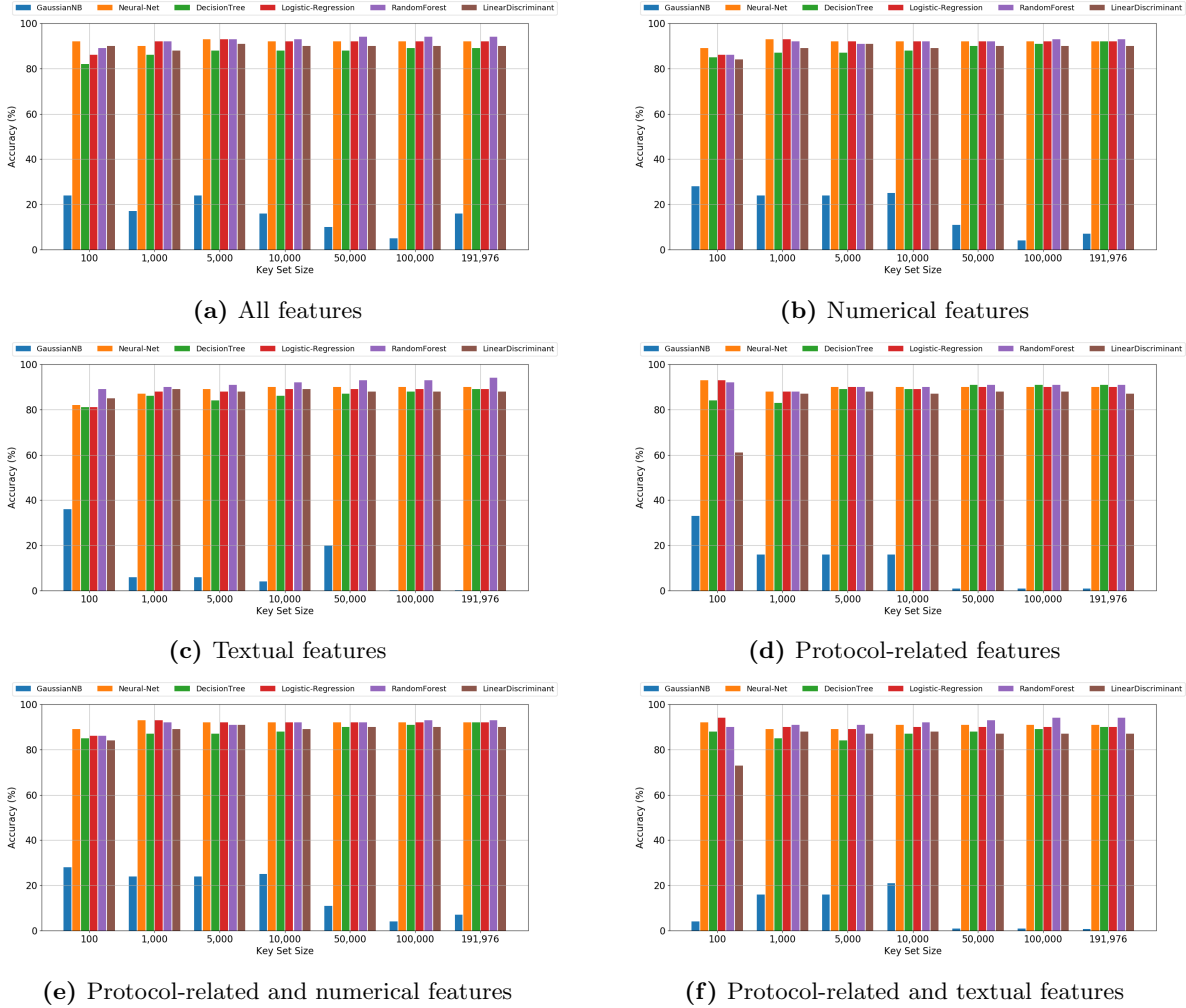 GaussianNB Neural-Net DecisionTree Logistic-Regression RandomForest LinearDiscriminant
100
80
60
40
20
0
Accuracy (%)
100 1,000 5,000 10,000 50,000 100,000 191,976
Key Set Size
(a) All features
GaussianNB Neural-Net DecisionTree Logistic-Regression RandomForest LinearDiscriminant
100
80
60
40
20
0
Accuracy (%)
100 1,000 5,000 10,000 50,000 100,000 191,976
Key Set Size
(b) Numerical features
GaussianNB Neural-Net DecisionTree Logistic-Regression RandomForest LinearDiscriminant
100
80
60
40
20
0
Accuracy (%)
100 1,000 5,000 10,000 50,000 100,000 191,976
Key Set Size
(c) Textual features
GaussianNB Neural-Net DecisionTree Logistic-Regression RandomForest LinearDiscriminant
100
80
60
40
20
0
Accuracy (%)
100 1,000 5,000 10,000 50,000 100,000 191,976
Key Set Size
(d) Protocol-related features
GaussianNB Neural-Net DecisionTree Logistic-Regression RandomForest LinearDiscriminant
100
80
60
40
20
0
Accuracy (%)
100 1,000 5,000 10,000 50,000 100,000 191,976
Key Set Size
(e) Protocol-related and numerical features
GaussianNB Neural-Net DecisionTree Logistic-Regression RandomForest LinearDiscriminant
100
80
60
40
20
0
Accuracy (%)
100 1,000 5,000 10,000 50,000 100,000 191,976
Key Set Size
(f) Protocol-related and textual features